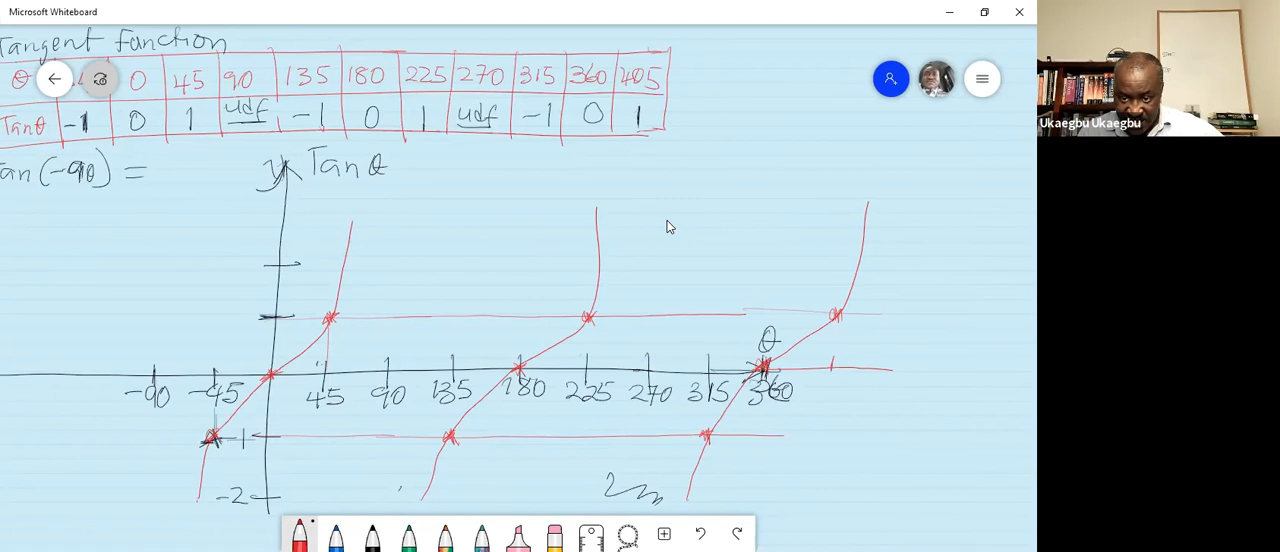 Microsoft Whiteboard
Tangent Function
θ 0 45 90 135 180 225 270 315 360 405
Tanθ -1 0 1 udf -1 0 1 udf -1 0 1
Tan(-90) = y Tan θ
Ukaegbu Ukaegbu
θ
-90 -45 45 90 135 180 225 270 315 360
-1
-2